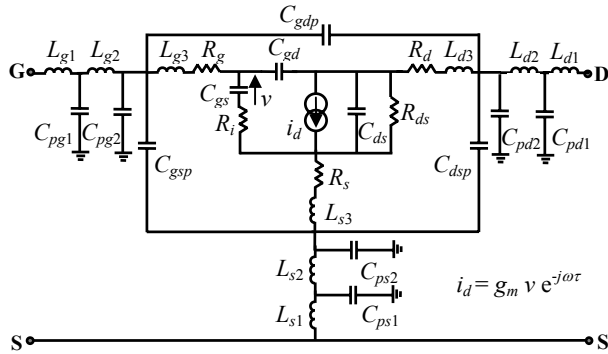 C_gdp
L_g1 L_g2 L_g3 R_g C_gd R_d L_d3 L_d2 L_d1
G D
C_gs v
C_pg1 C_pg2 R_i i_d C_ds R_ds C_pd2 C_pd1
C_gsp R_s C_dsp
L_s3
L_s2 C_ps2
i_d = g_m v e^-jωτ
L_s1 C_ps1
S S